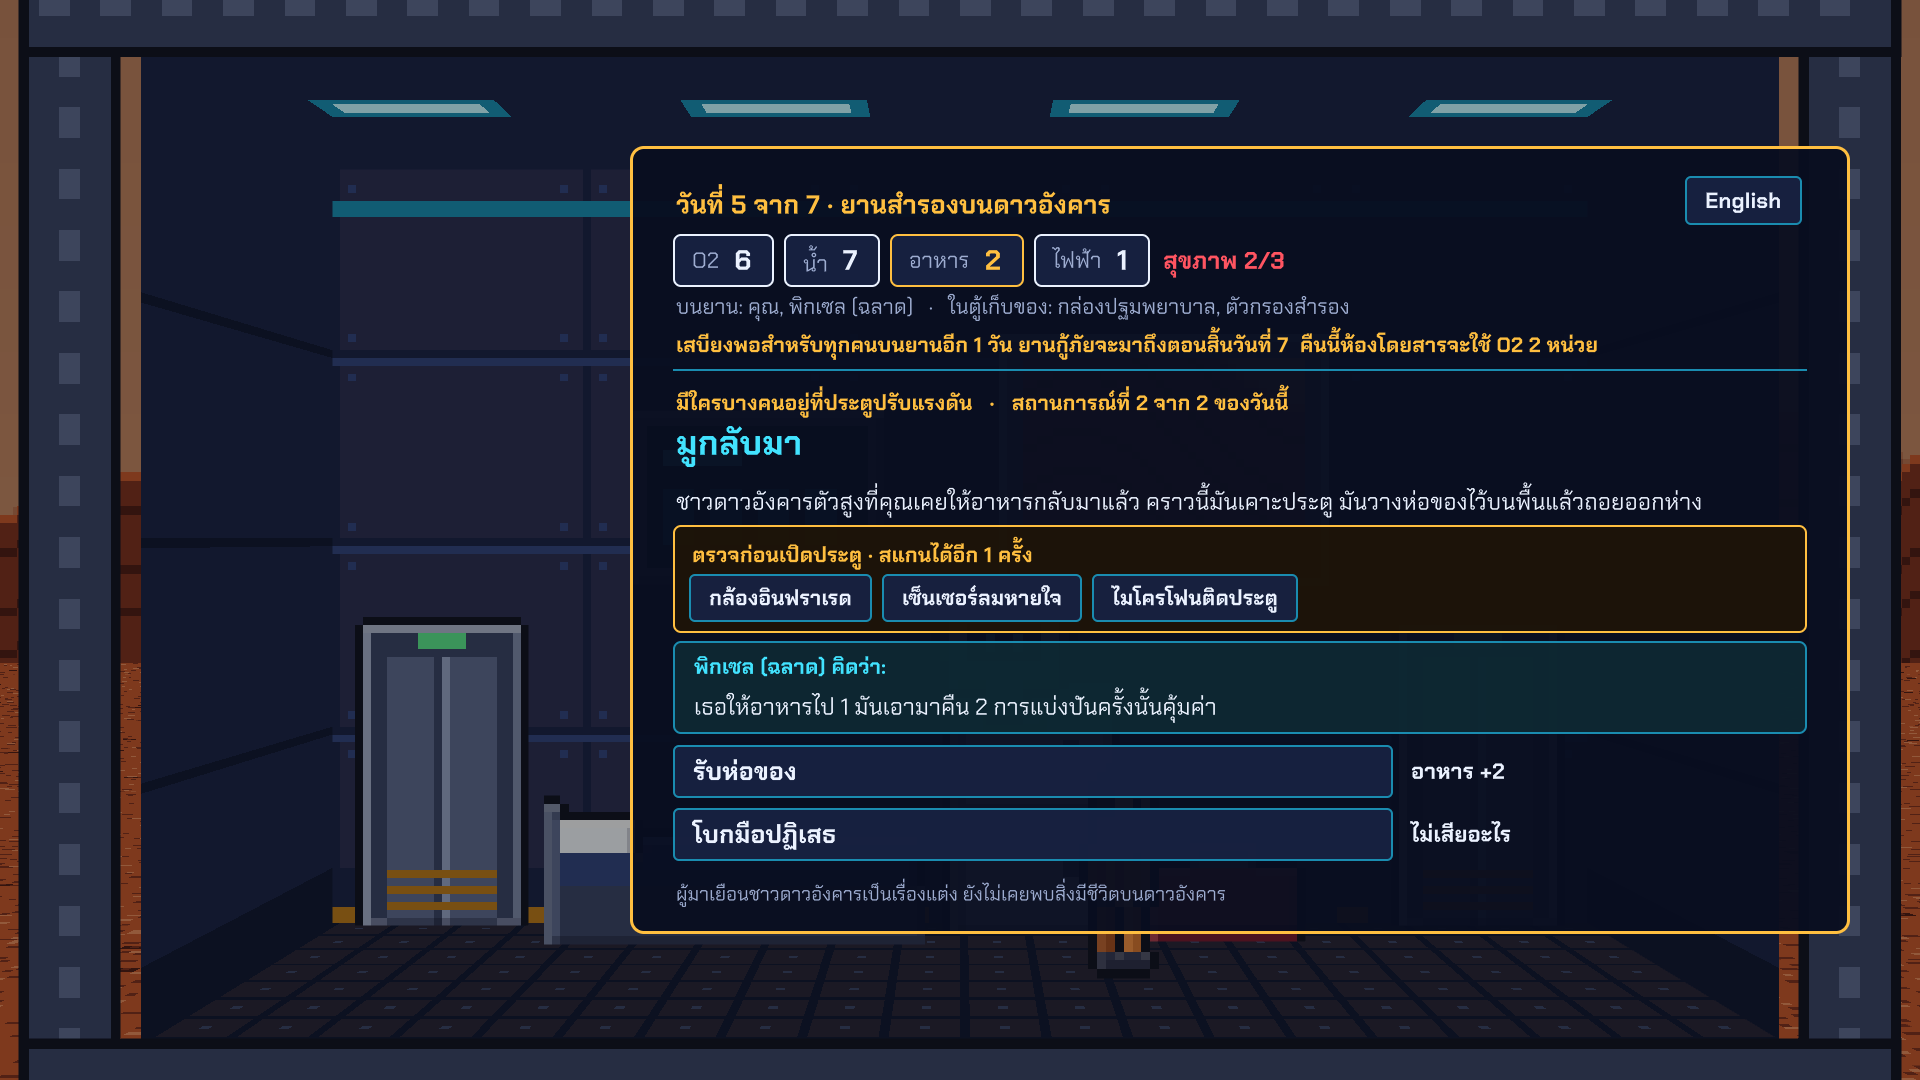 วันที่ 5 จาก 7 · ยานสำรองบนดาวอังคาร
English
O2 6 น้ำ 7 อาหาร 2 ไฟฟ้า 1 สุขภาพ 2/3
บนยาน: คุณ, พิกเซล (ฉลาด) · ในตู้เก็บของ: กล่องปฐมพยาบาล, ตัวกรองสำรอง
เสบียงพอสำหรับทุกคนบนยานอีก 1 วัน ยานกู้ภัยจะมาถึงตอนสิ้นวันที่ 7 คืนนี้ห้องโดยสารจะใช้ O2 2 หน่วย
มีใครบางคนอยู่ที่ประตูปรับแรงดัน · สถานการณ์ที่ 2 จาก 2 ของวันนี้
มูกลับมา
ชาวดาวอังคารตัวสูงที่คุณเคยให้อาหารกลับมาแล้ว คราวนี้มันเคาะประตู มันวางห่อของไว้บนพื้นแล้วถอยออกห่าง
ตรวจก่อนเปิดประตู · สแกนได้อีก 1 ครั้ง
กล้องอินฟราเรด เซ็นเซอร์ลมหายใจ ไมโครโฟนติดประตู
พิกเซล (ฉลาด) คิดว่า:
เธอให้อาหารไป 1 มันเอามาคืน 2 การแบ่งปันครั้งนั้นคุ้มค่า
รับห่อของ อาหาร +2
โบกมือปฏิเสธ ไม่เสียอะไร
ผู้มาเยือนชาวดาวอังคารเป็นเรื่องแต่ง ยังไม่เคยพบสิ่งมีชีวิตบนดาวอังคาร